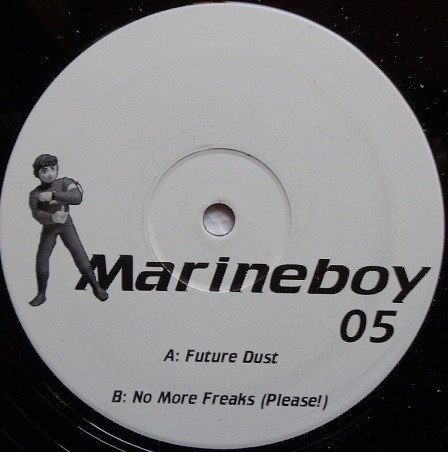 Marineboy
05
A: Future Dust
B: No More Freaks (Please!)